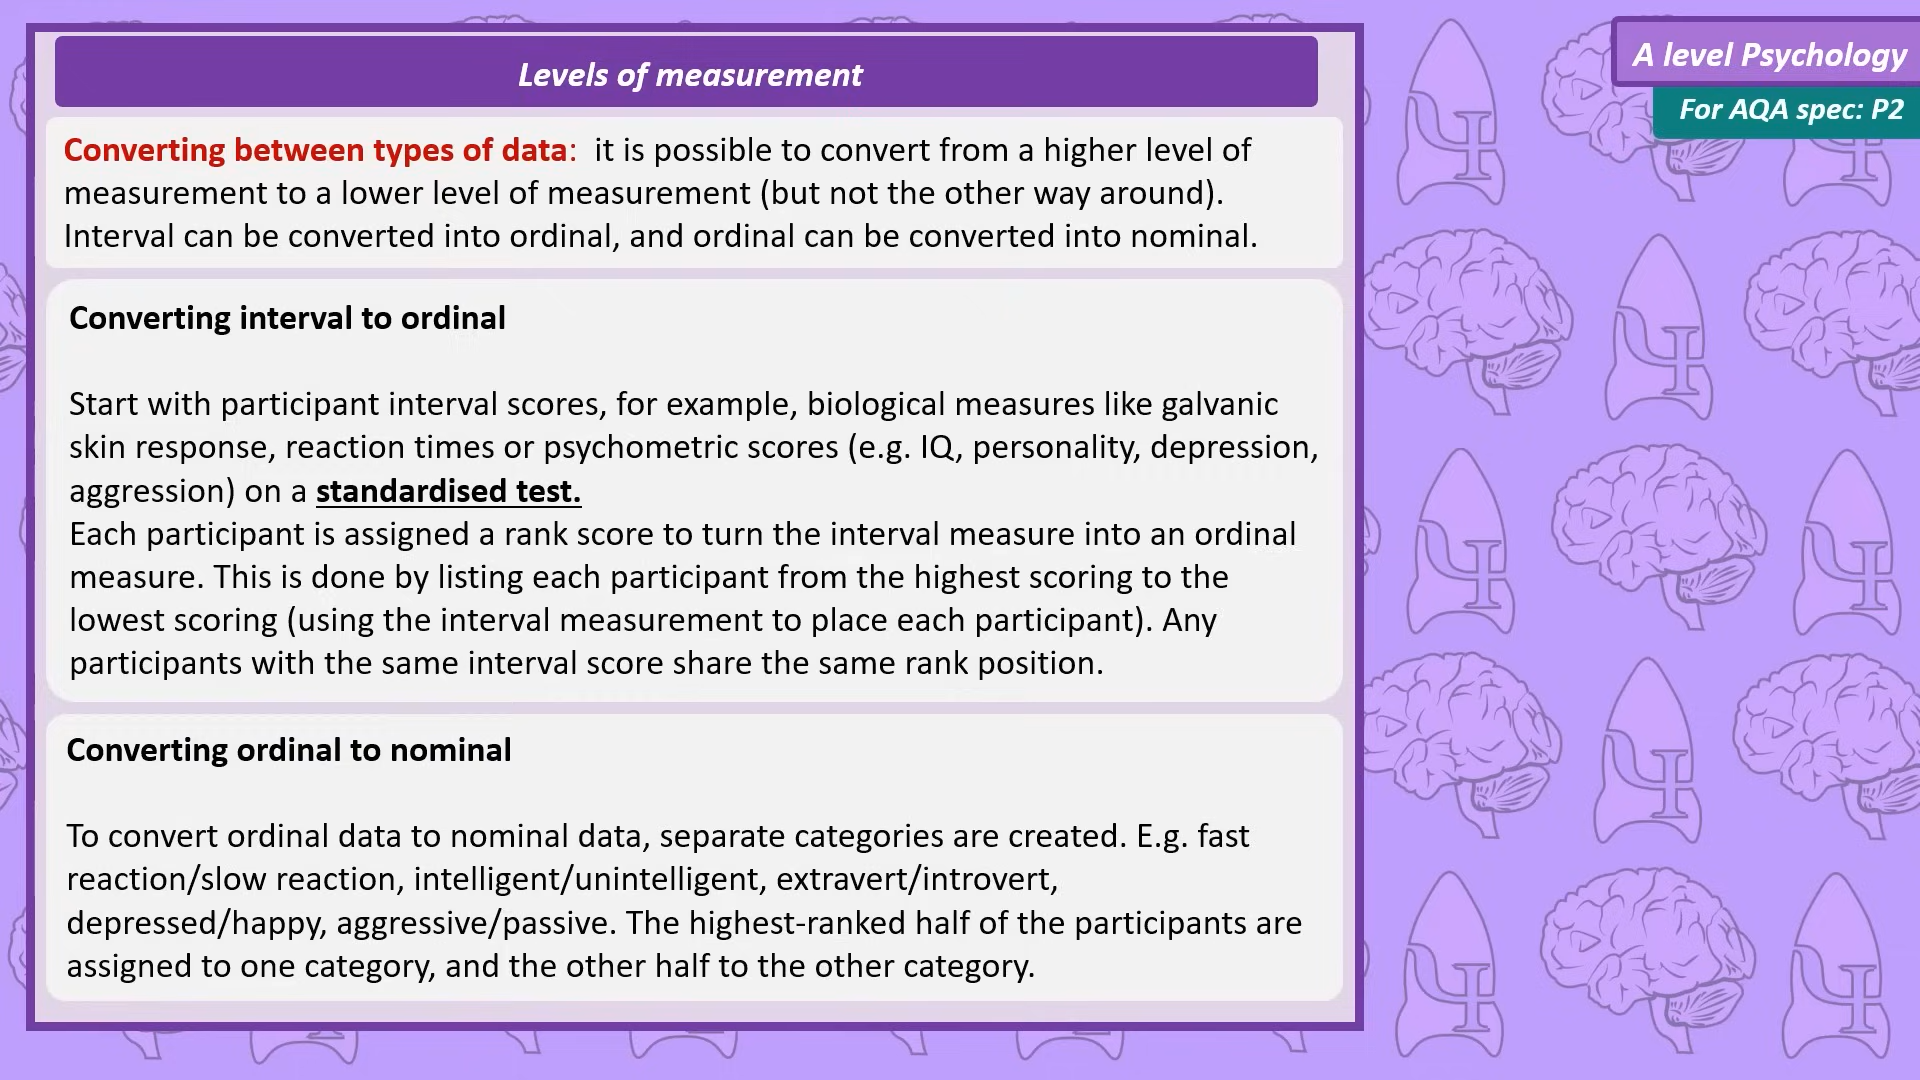 Levels of measurement
A level Psychology
For AQA spec: P2
Converting between types of data:  it is possible to convert from a higher level of
measurement to a lower level of measurement (but not the other way around).
Interval can be converted into ordinal, and ordinal can be converted into nominal.
Converting interval to ordinal
Start with participant interval scores, for example, biological measures like galvanic
skin response, reaction times or psychometric scores (e.g. IQ, personality, depression,
aggression) on a standardised test.
Each participant is assigned a rank score to turn the interval measure into an ordinal
measure. This is done by listing each participant from the highest scoring to the
lowest scoring (using the interval measurement to place each participant). Any
participants with the same interval score share the same rank position.
Converting ordinal to nominal
To convert ordinal data to nominal data, separate categories are created. E.g. fast
reaction/slow reaction, intelligent/unintelligent, extravert/introvert,
depressed/happy, aggressive/passive. The highest-ranked half of the participants are
assigned to one category, and the other half to the other category.